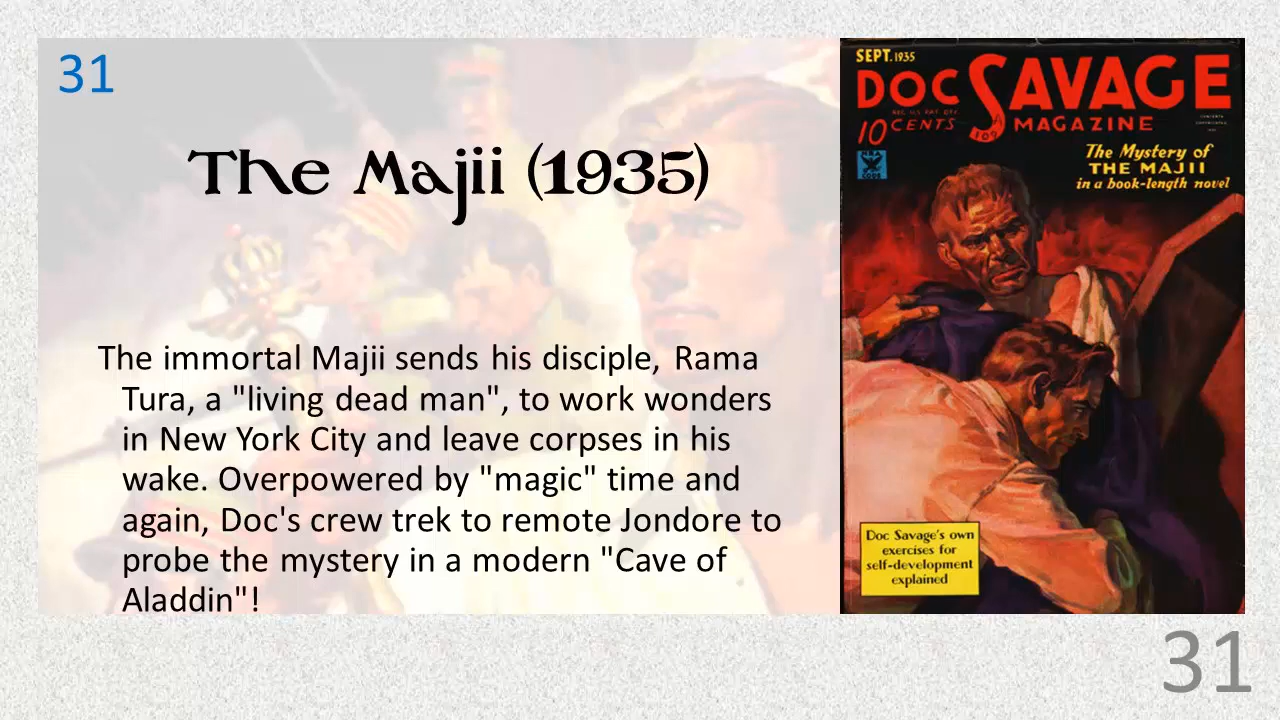 31
The Majii (1935)
The immortal Majii sends his disciple, Rama
Tura, a "living dead man", to work wonders
in New York City and leave corpses in his
wake. Overpowered by "magic" time and
again, Doc's crew trek to remote Jondore to
probe the mystery in a modern "Cave of
Aladdin"!
SEPT. 1935
DOC SAVAGE
10 CENTS
MAGAZINE
The Mystery of
THE MAJII
in a book-length novel
Doc Savage's own
exercises for
self-development
explained
31